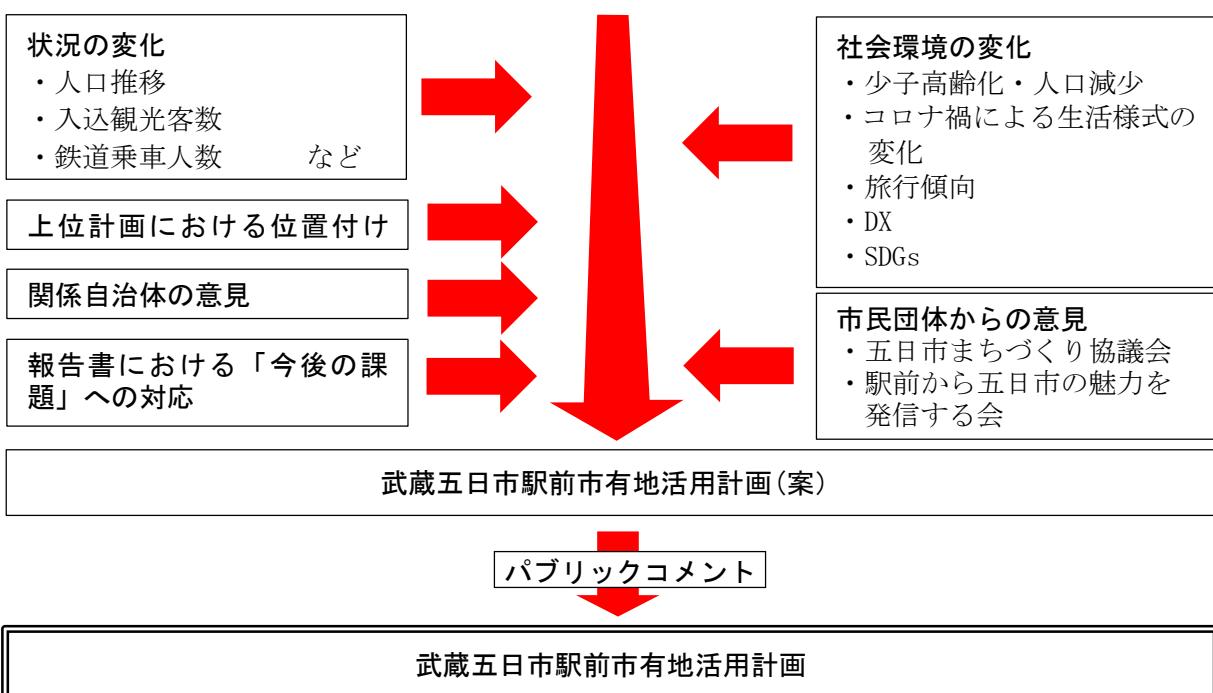 状況の変化
・人口推移
・入込観光客数
・鉄道乗車人数　　　など
上位計画における位置付け
関係自治体の意見
報告書における「今後の課
題」への対応
社会環境の変化
・少子高齢化・人口減少
・コロナ禍による生活様式の
変化
・旅行傾向
・DX
・SDGs
市民団体からの意見
・五日市まちづくり協議会
・駅前から五日市の魅力を
発信する会
武蔵五日市駅前市有地活用計画(案)
パブリックコメント
武蔵五日市駅前市有地活用計画